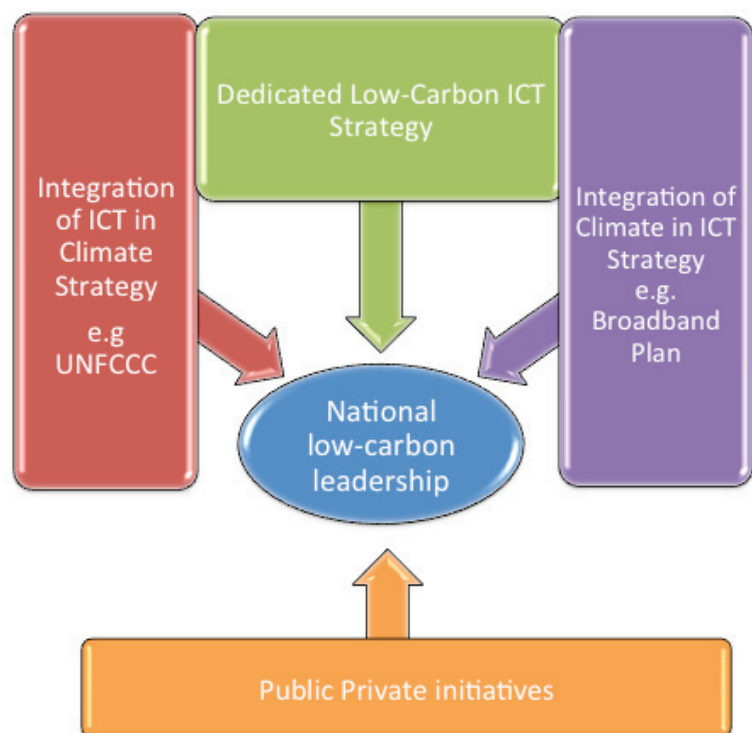 Dedicated Low-Carbon ICT
Strategy
Integration
of ICT in
Climate
Strategy
e.g
UNFCCC
Integration of
Climate in ICT
Strategy
e.g.
Broadband
Plan
National
low-carbon
leadership
Public Private initiatives